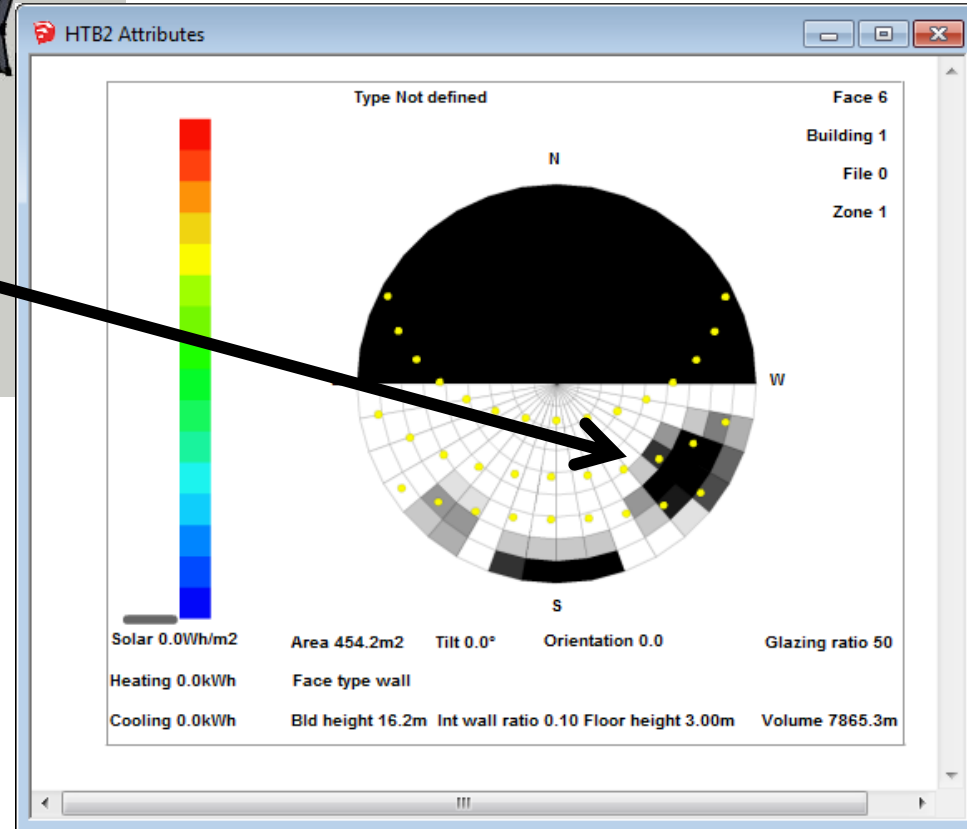 HTB2 Attributes
Type Not defined
Face 6
Building 1
File 0
Zone 1
N
W
S
Solar 0.0Wh/m2
Area 454.2m2 Tilt 0.0° Orientation 0.0 Glazing ratio 50
Heating 0.0kWh Face type wall
Cooling 0.0kWh Bld height 16.2m Int wall ratio 0.10 Floor height 3.00m Volume 7865.3m